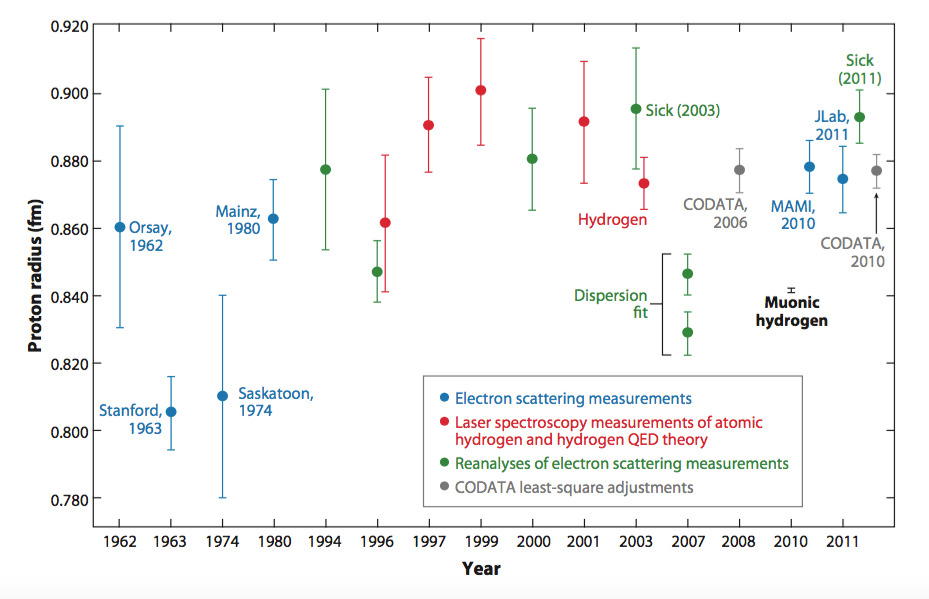 0.920
0.900
0.880
0.860
0.840
0.820
0.800
0.780
Proton radius (fm)
Orsay,
1962
Stanford,
1963
Saskatoon,
1974
Mainz,
1980
Sick (2003)
Hydrogen
Dispersion
fit
CODATA,
2006
MAMI,
2010
JLab,
2011
Sick
(2011)
CODATA,
2010
Muonic
hydrogen
Electron scattering measurements
Laser spectroscopy measurements of atomic
hydrogen and hydrogen QED theory
Reanalyses of electron scattering measurements
CODATA least-square adjustments
1962 1963 1974 1980 1994 1996 1997 1999 2000 2001 2003 2007 2008 2010 2011
Year